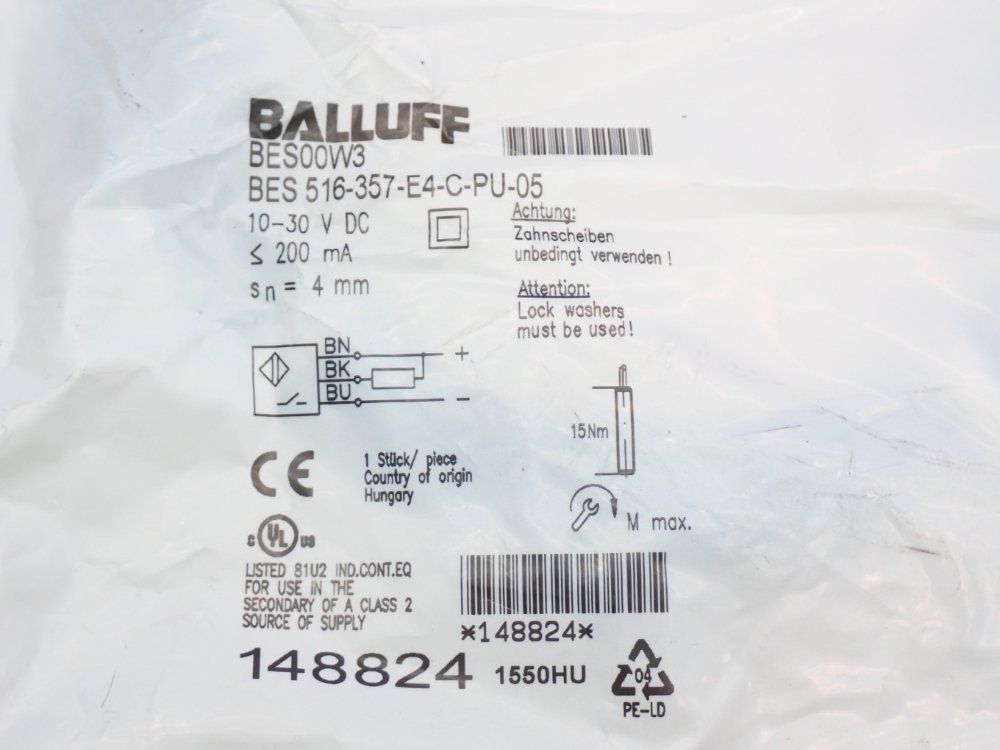 BALLUFF
BES00W3
BES 516-357-E4-C-PU-05
10-30 V DC
≤ 200 mA
sn = 4 mm
Achtung:
Zahnscheiben
unbedingt verwenden!
Attention:
Lock washers
must be used!
BN +
BK
BU -
15Nm
M max.
CE
1 Stück/ piece
Country of origin
Hungary
c UL us
LISTED 81U2 IND.CONT.EQ
FOR USE IN THE
SECONDARY OF A CLASS 2
SOURCE OF SUPPLY
*148824*
148824 1550HU
04
PE-LD